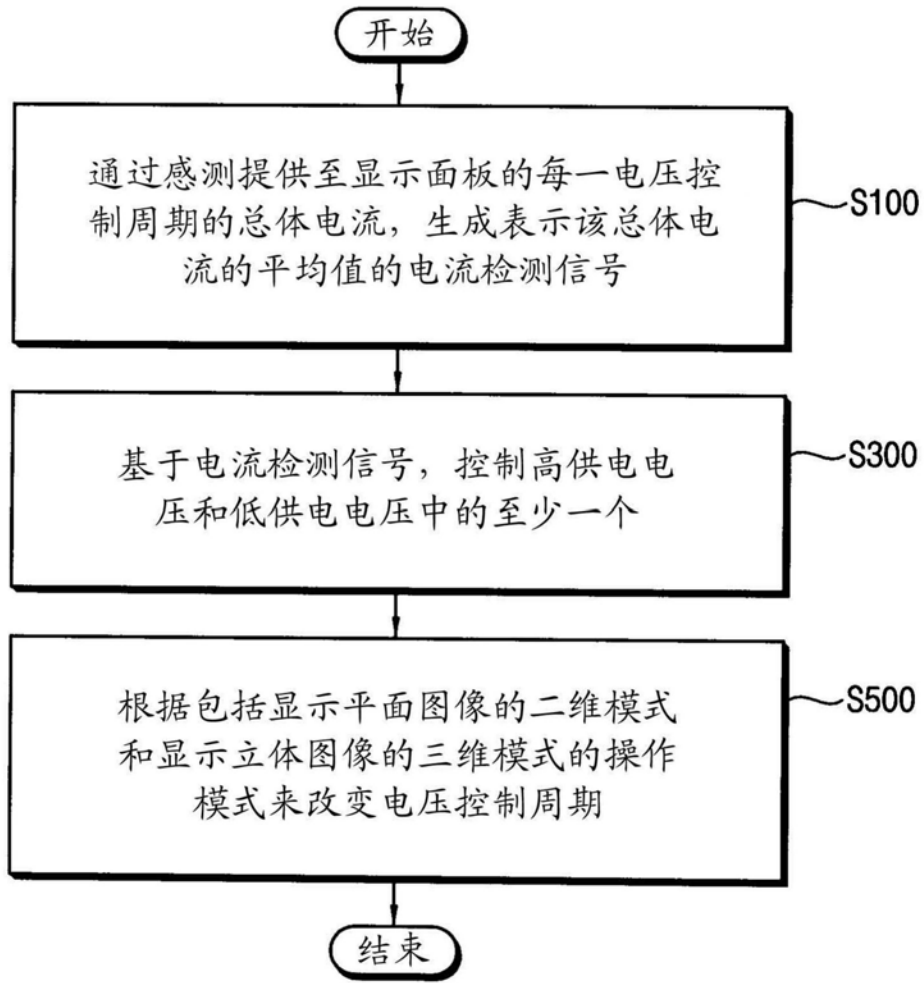 开始
通过感测提供至显示面板的每一电压控
制周期的总体电流，生成表示该总体电
流的平均值的电流检测信号
S100
基于电流检测信号，控制高供电电
压和低供电电压中的至少一个
S300
根据包括显示平面图像的二维模式
和显示立体图像的三维模式的操作
模式来改变电压控制周期
S500
结束